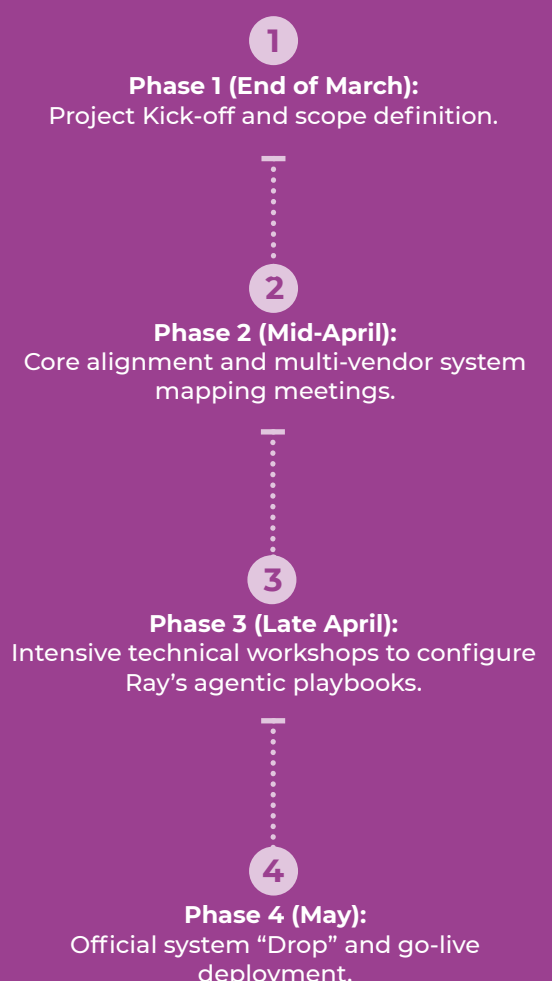 1
Phase 1 (End of March):
Project Kick-off and scope definition.
2
Phase 2 (Mid-April):
Core alignment and multi-vendor system
mapping meetings.
3
Phase 3 (Late April):
Intensive technical workshops to configure
Ray’s agentic playbooks.
4
Phase 4 (May):
Official system “Drop” and go-live
deployment.